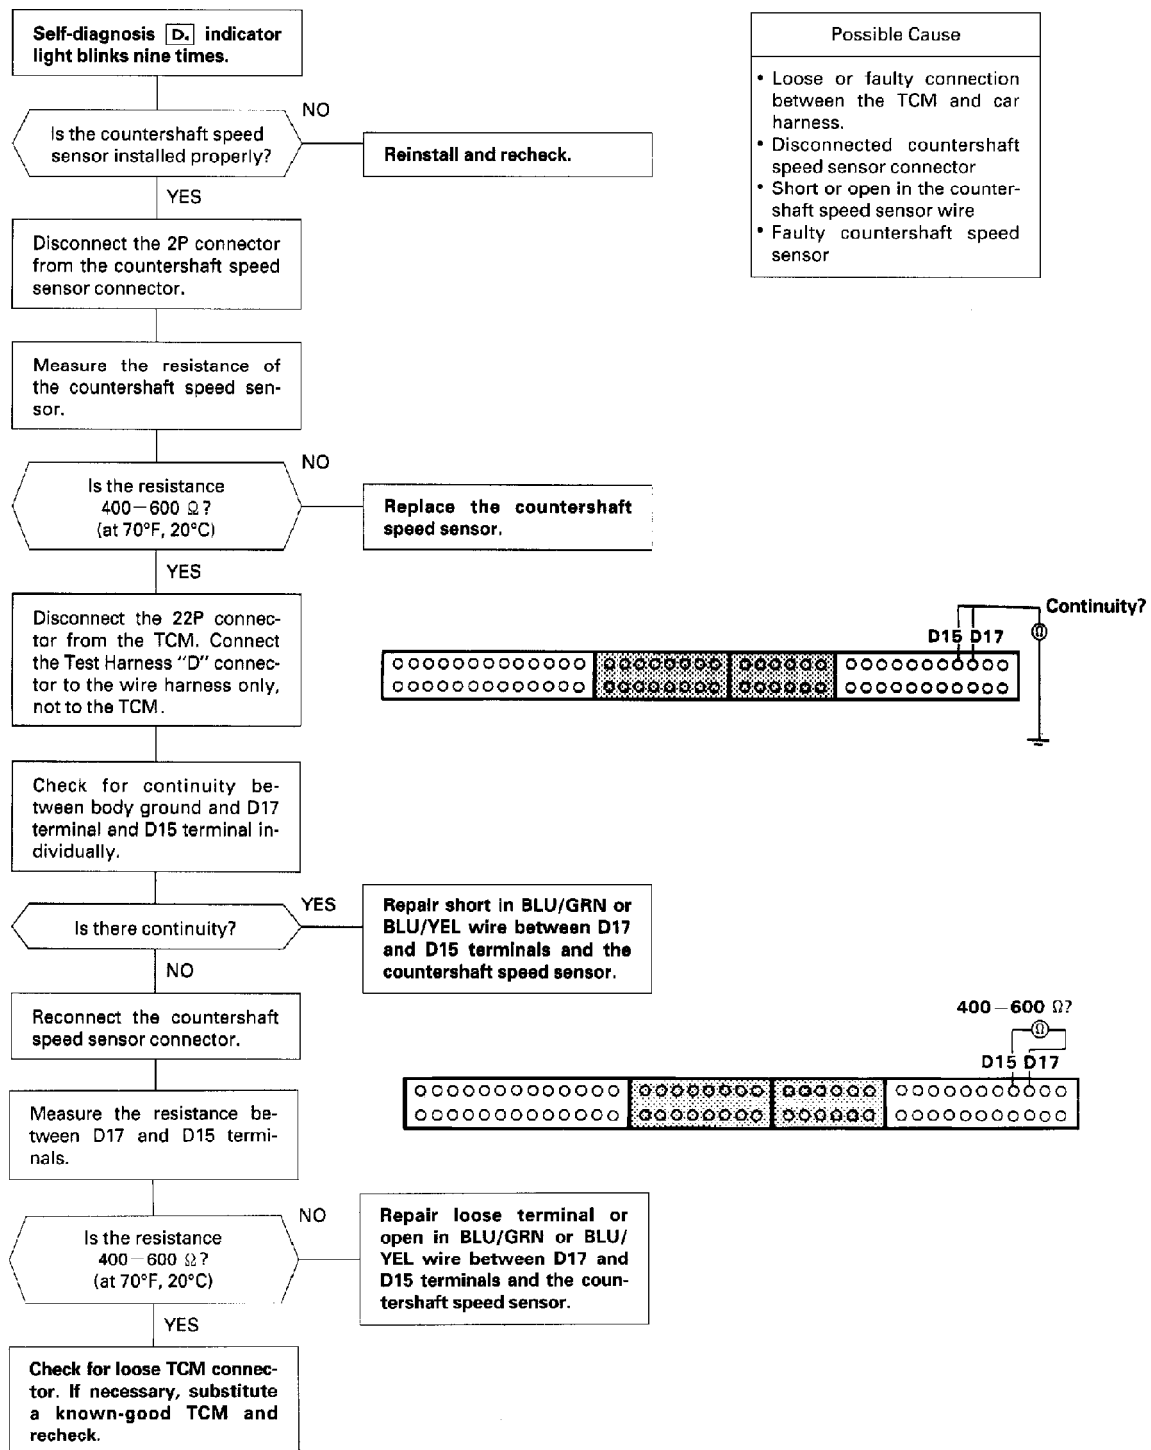 Self-diagnosis D4 indicator
light blinks nine times.
Possible Cause
• Loose or faulty connection
between the TCM and car
harness.
• Disconnected countershaft
speed sensor connector
• Short or open in the counter-
shaft speed sensor wire
• Faulty countershaft speed
sensor
Is the countershaft speed
sensor installed properly?
NO
Reinstall and recheck.
YES
Disconnect the 2P connector
from the countershaft speed
sensor connector.
Measure the resistance of
the countershaft speed sen-
sor.
Is the resistance
400-600 Ω?
(at 70°F, 20°C)
NO
Replace the countershaft
speed sensor.
YES
Disconnect the 22P connec-
tor from the TCM. Connect
the Test Harness "D" connec-
tor to the wire harness only,
not to the TCM.
Continuity?
D15 D17
Ω
Check for continuity be-
tween body ground and D17
terminal and D15 terminal in-
dividually.
Is there continuity?
YES
Repair short in BLU/GRN or
BLU/YEL wire between D17
and D15 terminals and the
countershaft speed sensor.
NO
Reconnect the countershaft
speed sensor connector.
400-600 Ω?
Ω
D15 D17
Measure the resistance be-
tween D17 and D15 termi-
nals.
Is the resistance
400-600 Ω?
(at 70°F, 20°C)
NO
Repair loose terminal or
open in BLU/GRN or BLU/
YEL wire between D17 and
D15 terminals and the coun-
tershaft speed sensor.
YES
Check for loose TCM connec-
tor. If necessary, substitute
a known-good TCM and
recheck.